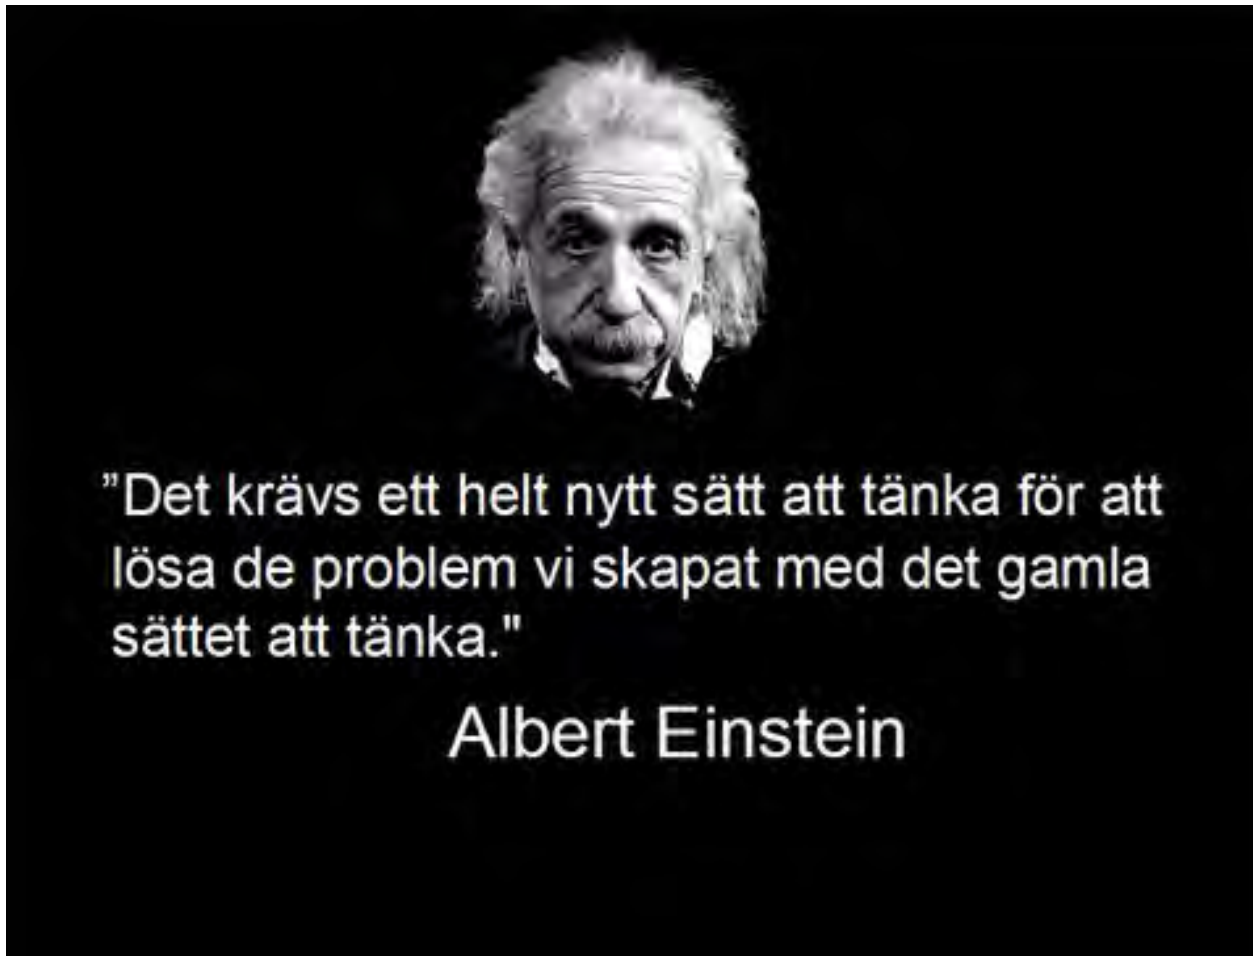 ”Det krävs ett helt nytt sätt att tänka för att
lösa de problem vi skapat med det gamla
sättet att tänka."
Albert Einstein